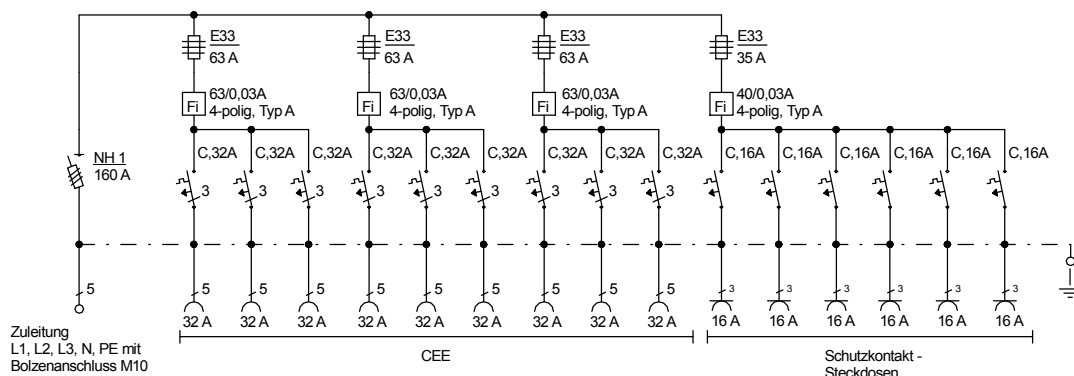 E33 E33 E33 E33
63 A 63 A 63 A 35 A
Fi 63/0,03A Fi 63/0,03A Fi 63/0,03A Fi 40/0,03A
4-polig, Typ A 4-polig, Typ A 4-polig, Typ A 4-polig, Typ A
C,32A C,32A C,32A C,32A C,32A C,32A C,32A C,32A C,32A C,16A C,16A C,16A C,16A C,16A C,16A
NH 1
160 A
3 3 3 3 3 3 3 3 3
5 5 5 5 5 5 5 5 5 5 3 3 3 3 3 3
32 A 32 A 32 A 32 A 32 A 32 A 32 A 32 A 32 A 16 A 16 A 16 A 16 A 16 A 16 A
Zuleitung
L1, L2, L3, N, PE mit
Bolzenanschluss M10
CEE
Schutzkontakt -
Steckdosen